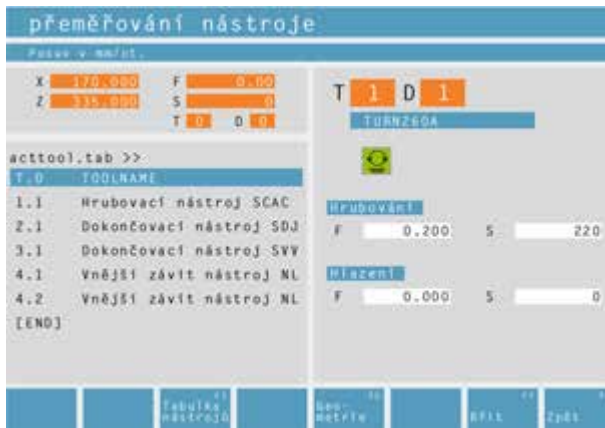 přeměřování nástroje
Posuv v mm/ot.
X 170.000 F 0.00
Z 335.000 S 0
T 0 D 0
T 1 D 1
TURN260A
acttool.tab >>
T.D TOOLNAME
1.1 Hrubovací nástroj SCAC
2.1 Dokončovací nástroj SDJ
3.1 Dokončovací nástroj SVV
4.1 Vnější závit nástroj NL
4.2 Vnější závit nástroj NL
[END]
Hrubování
F 0.200 S 220
Hlazení
F 0.000 S 0
Tabulka
nástrojů
Geo-
metrie
Břit
Zpět